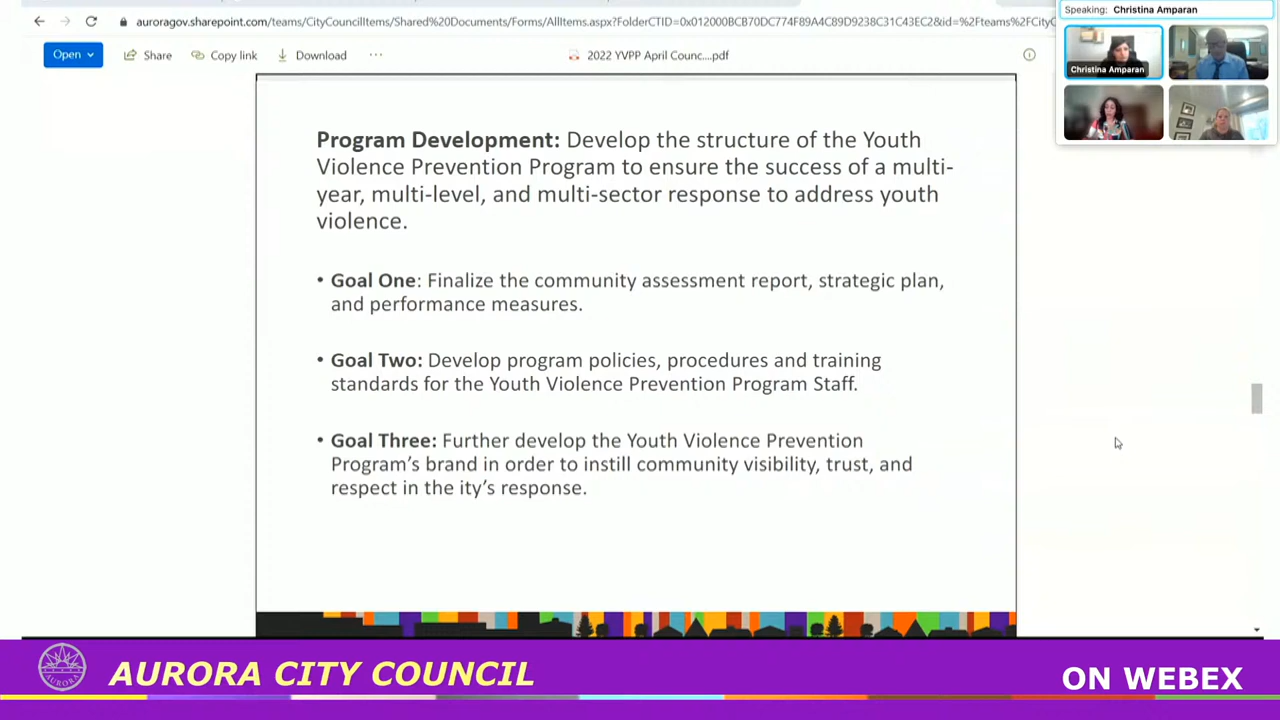 Speaking: Christina Amparan
auroragov.sharepoint.com/teams/CityCouncilItems/Shared%20Documents/Forms/AllItems.aspx?FolderCTID=0x012000BCB70DC774F89A4C89D9238C31C43EC2&id=%2Fteams%2FCityC
Open Share Copy link Download ... 2022 YVPP April Counc....pdf
Christina Amparan
Program Development: Develop the structure of the Youth
Violence Prevention Program to ensure the success of a multi-
year, multi-level, and multi-sector response to address youth
violence.
• Goal One: Finalize the community assessment report, strategic plan,
and performance measures.
• Goal Two: Develop program policies, procedures and training
standards for the Youth Violence Prevention Program Staff.
• Goal Three: Further develop the Youth Violence Prevention
Program's brand in order to instill community visibility, trust, and
respect in the ity's response.
AURORA CITY COUNCIL
ON WEBEX